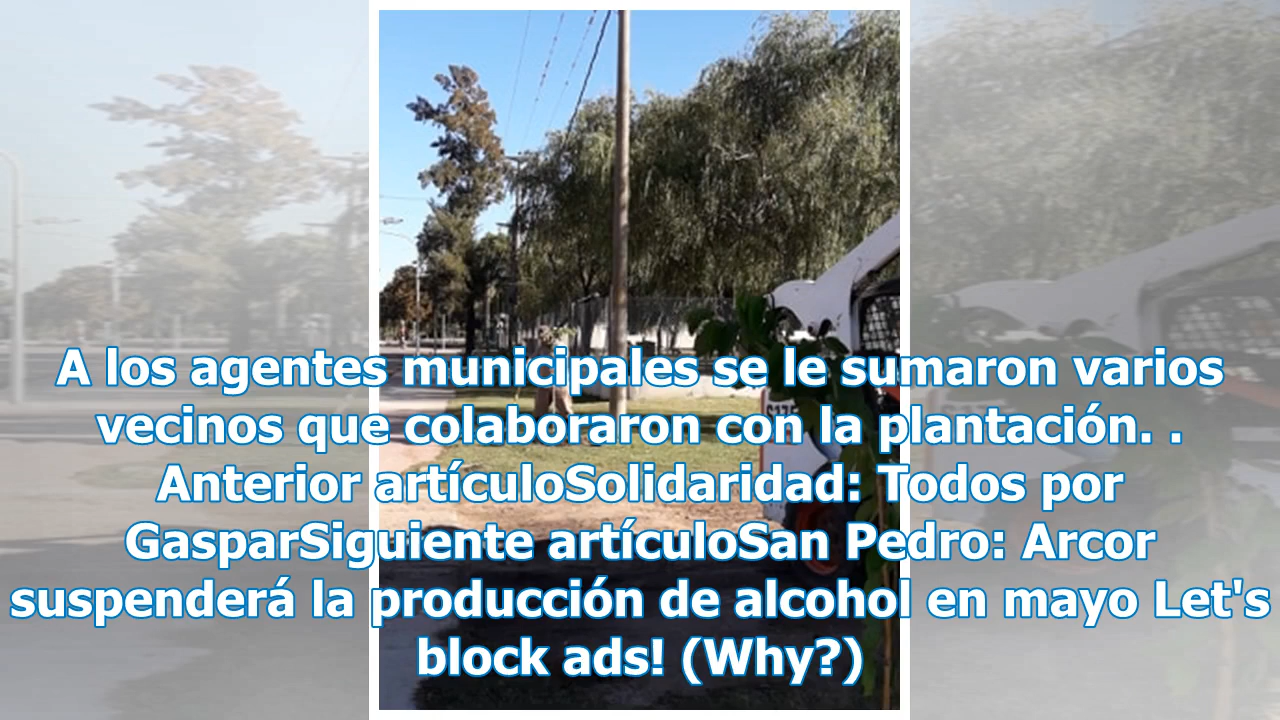 A los agentes municipales se le sumaron varios
vecinos que colaboraron con la plantación. .
Anterior artículoSolidaridad: Todos por
GasparSiguiente artículoSan Pedro: Arcor
suspenderá la producción de alcohol en mayo Let's
block ads! (Why?)